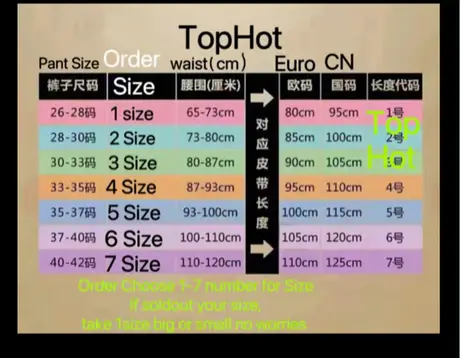 TopHot
Pant Size Order waist(cm) Euro CN
裤子尺码 Size 腰围(厘米) 欧码 国码 长度代码
26-28码 1 size 65-73cm 80cm 95cm 1号
28-30码 2 Size 73-80cm 85cm 100cm 2号
30-33码 3 Size 80-87cm 90cm 105cm 3号
33-35码 4 Size 87-93cm 95cm 110cm 4号
35-37码 5 Size 93-100cm 100cm 115cm 5号
37-40码 6 Size 100-110cm 105cm 120cm 6号
40-42码 7 Size 110-120cm 110cm 125cm 7号
对应皮带长度
Top
Hot
Order Choose 1-7 number for Size
if soldout your size,
take 1size big or small no worries